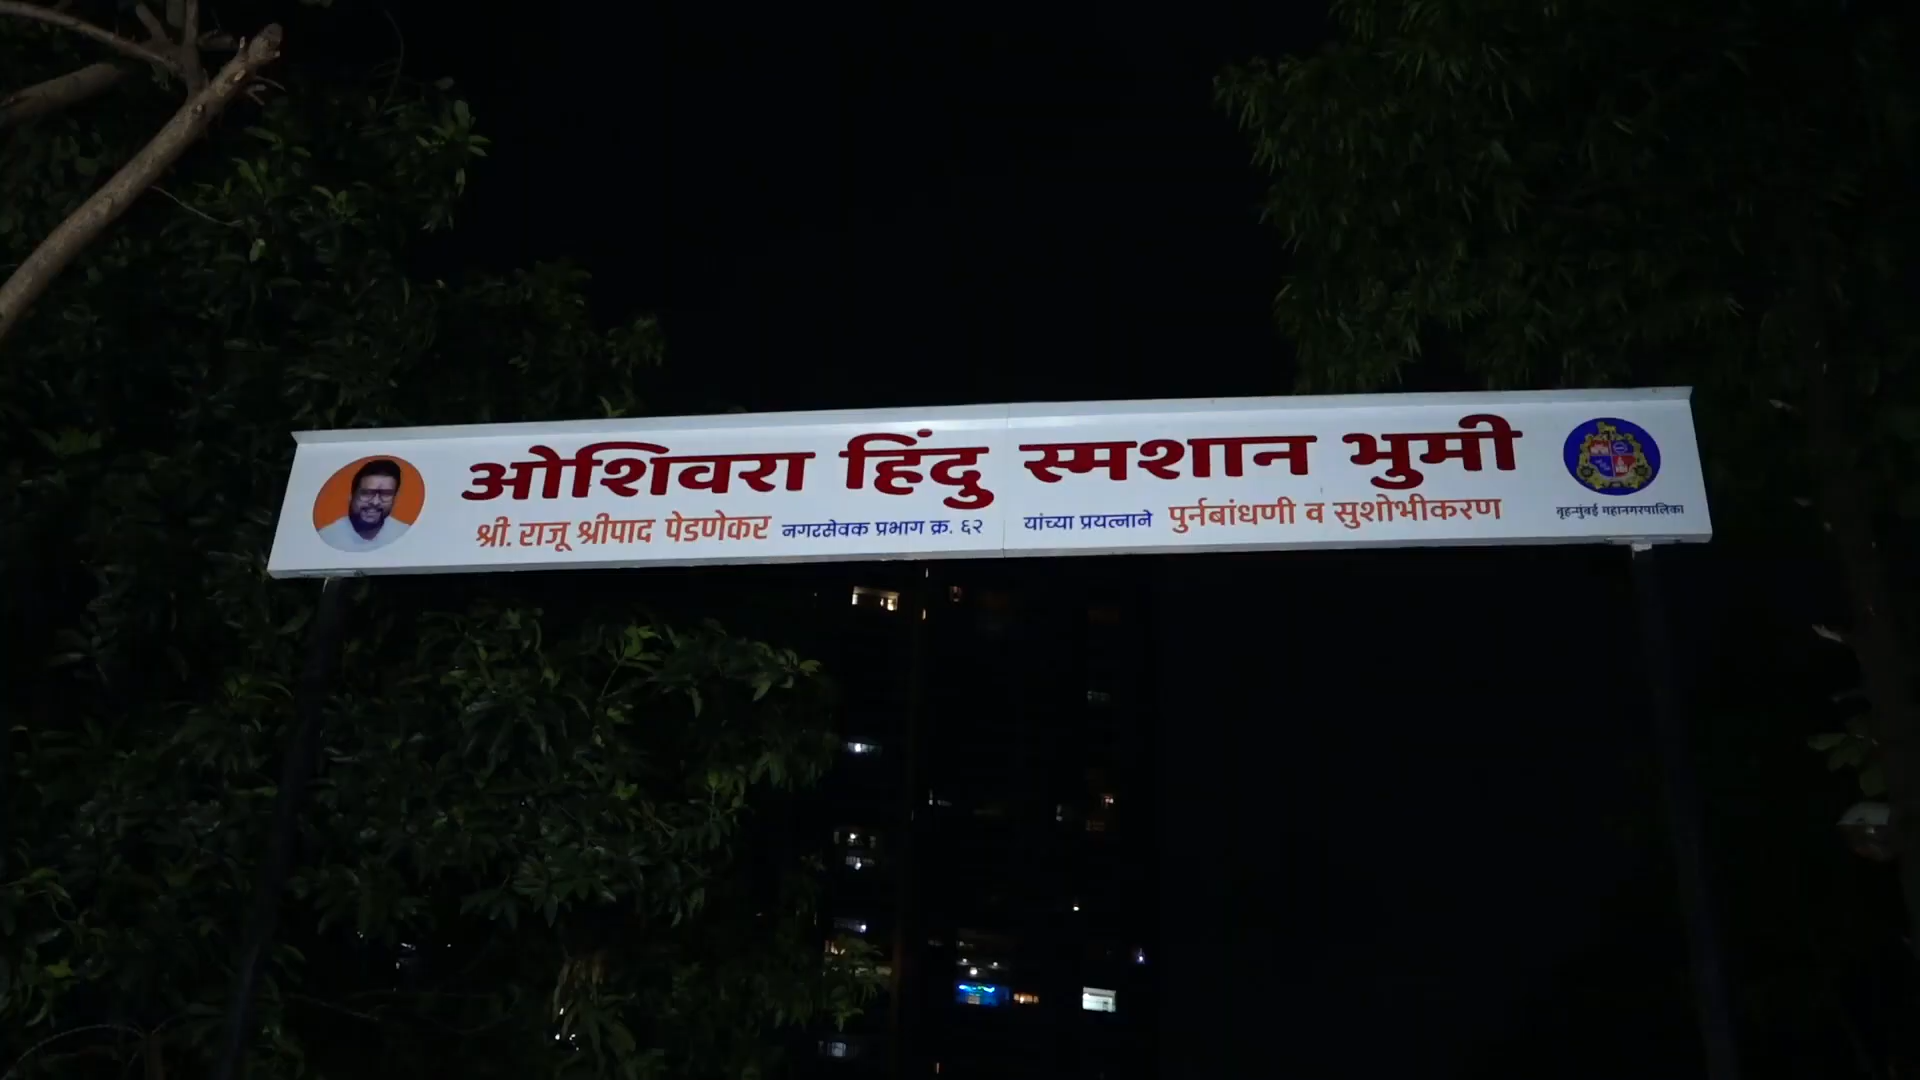 ओशिवरा हिंदु स्मशान भुमी
श्री. राजू श्रीपाद पेडणेकर नगरसेवक प्रभाग क्र. ६२ यांच्या प्रयत्नाने पुर्नबांधणी व सुशोभीकरण
बृहन्मुंबई महानगरपालिका